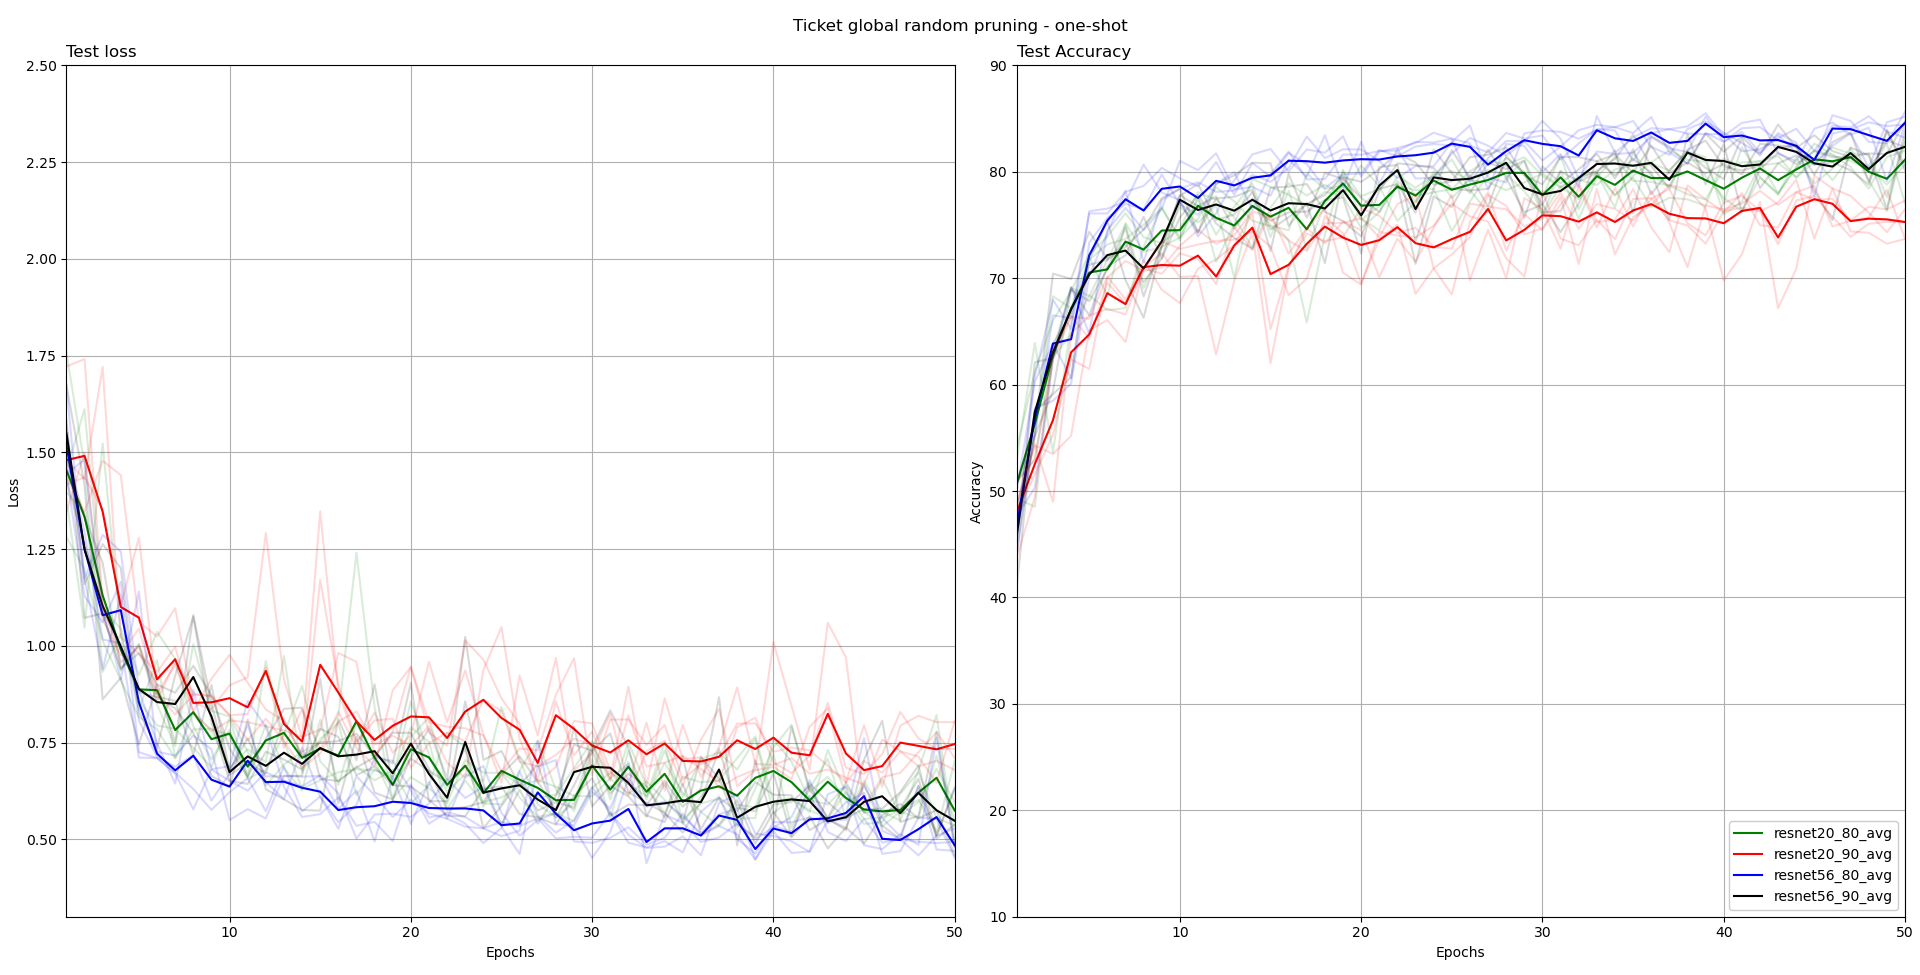 Ticket global random pruning - one-shot
Test loss
2.50
2.25
2.00
1.75
1.50
1.25
1.00
0.75
0.50
Loss
10
20
30
40
50
Epochs
Test Accuracy
90
80
70
60
50
40
30
20
10
Accuracy
10
20
30
40
50
Epochs
resnet20_80_avg
resnet20_90_avg
resnet56_80_avg
resnet56_90_avg